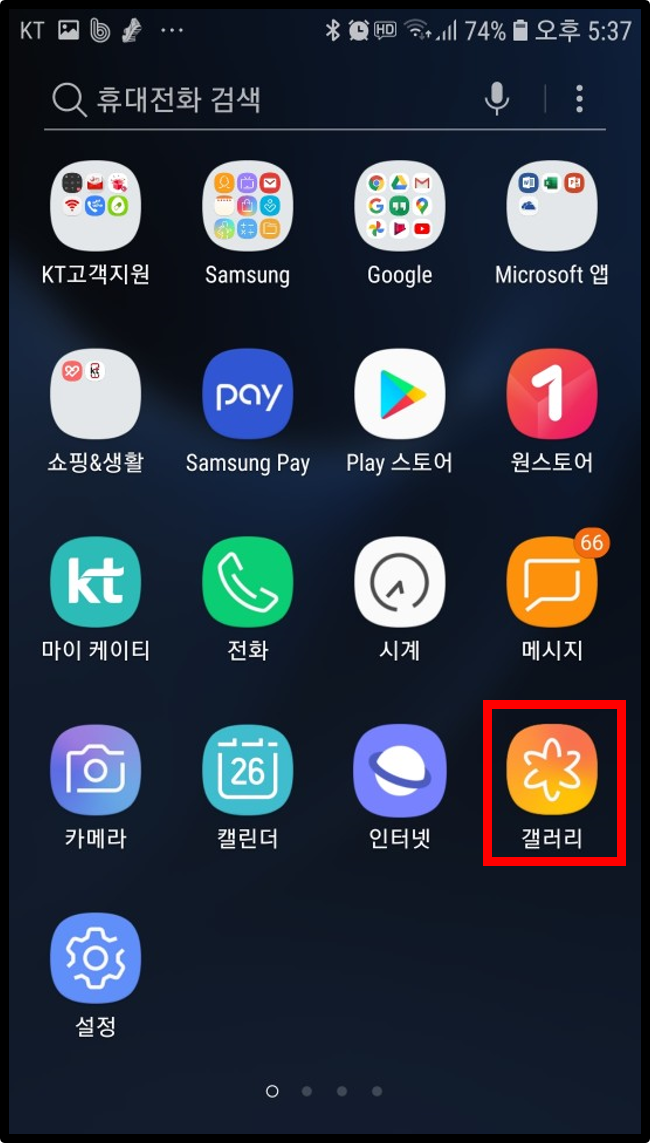 KT ... HD 74% 오후 5:37
휴대전화 검색
KT고객지원 Samsung Google Microsoft 앱
pay 1
쇼핑&생활 Samsung Pay Play 스토어 원스토어
66
kt
마이 케이티 전화 시계 메시지
26
카메라 캘린더 인터넷 갤러리
설정